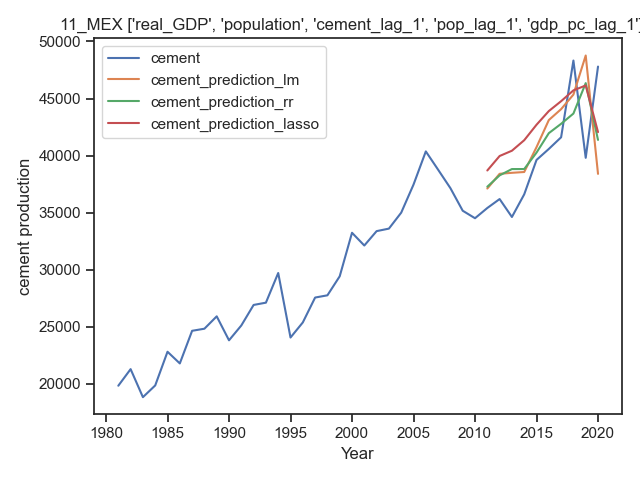 11_MEX ['real_GDP', 'population', 'cement_lag_1', 'pop_lag_1', 'gdp_pc_lag_1']
cement
cement_prediction_lm
cement_prediction_rr
cement_prediction_lasso
cement production
50000
45000
40000
35000
30000
25000
20000
1980 1985 1990 1995 2000 2005 2010 2015 2020
Year